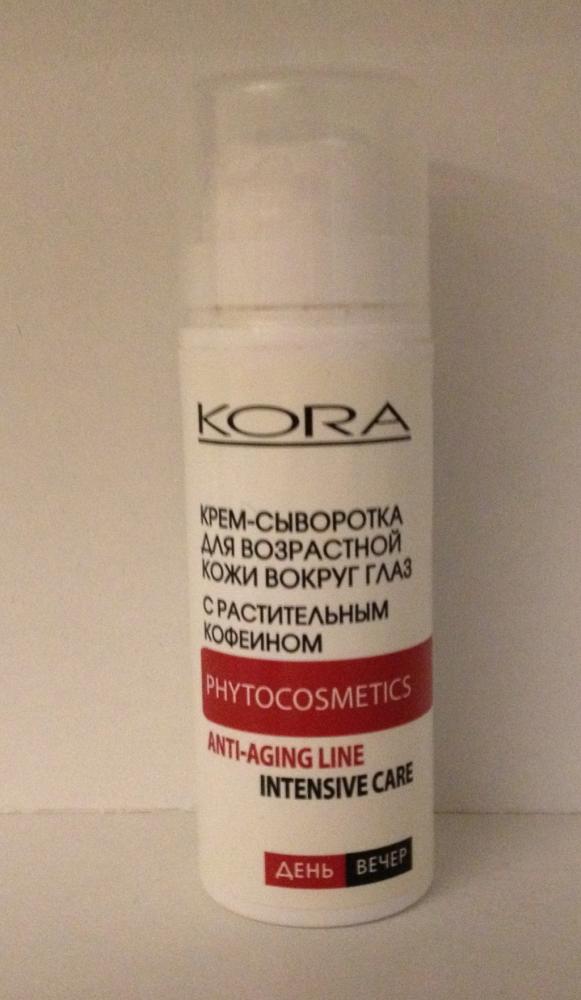 KORA
КРЕМ-СЫВОРОТКА
ДЛЯ ВОЗРАСТНОЙ
КОЖИ ВОКРУГ ГЛАЗ
С РАСТИТЕЛЬНЫМ
КОФЕИНОМ
PHYTOCOSMETICS
ANTI-AGING LINE
INTENSIVE CARE
ДЕНЬ ВЕЧЕР